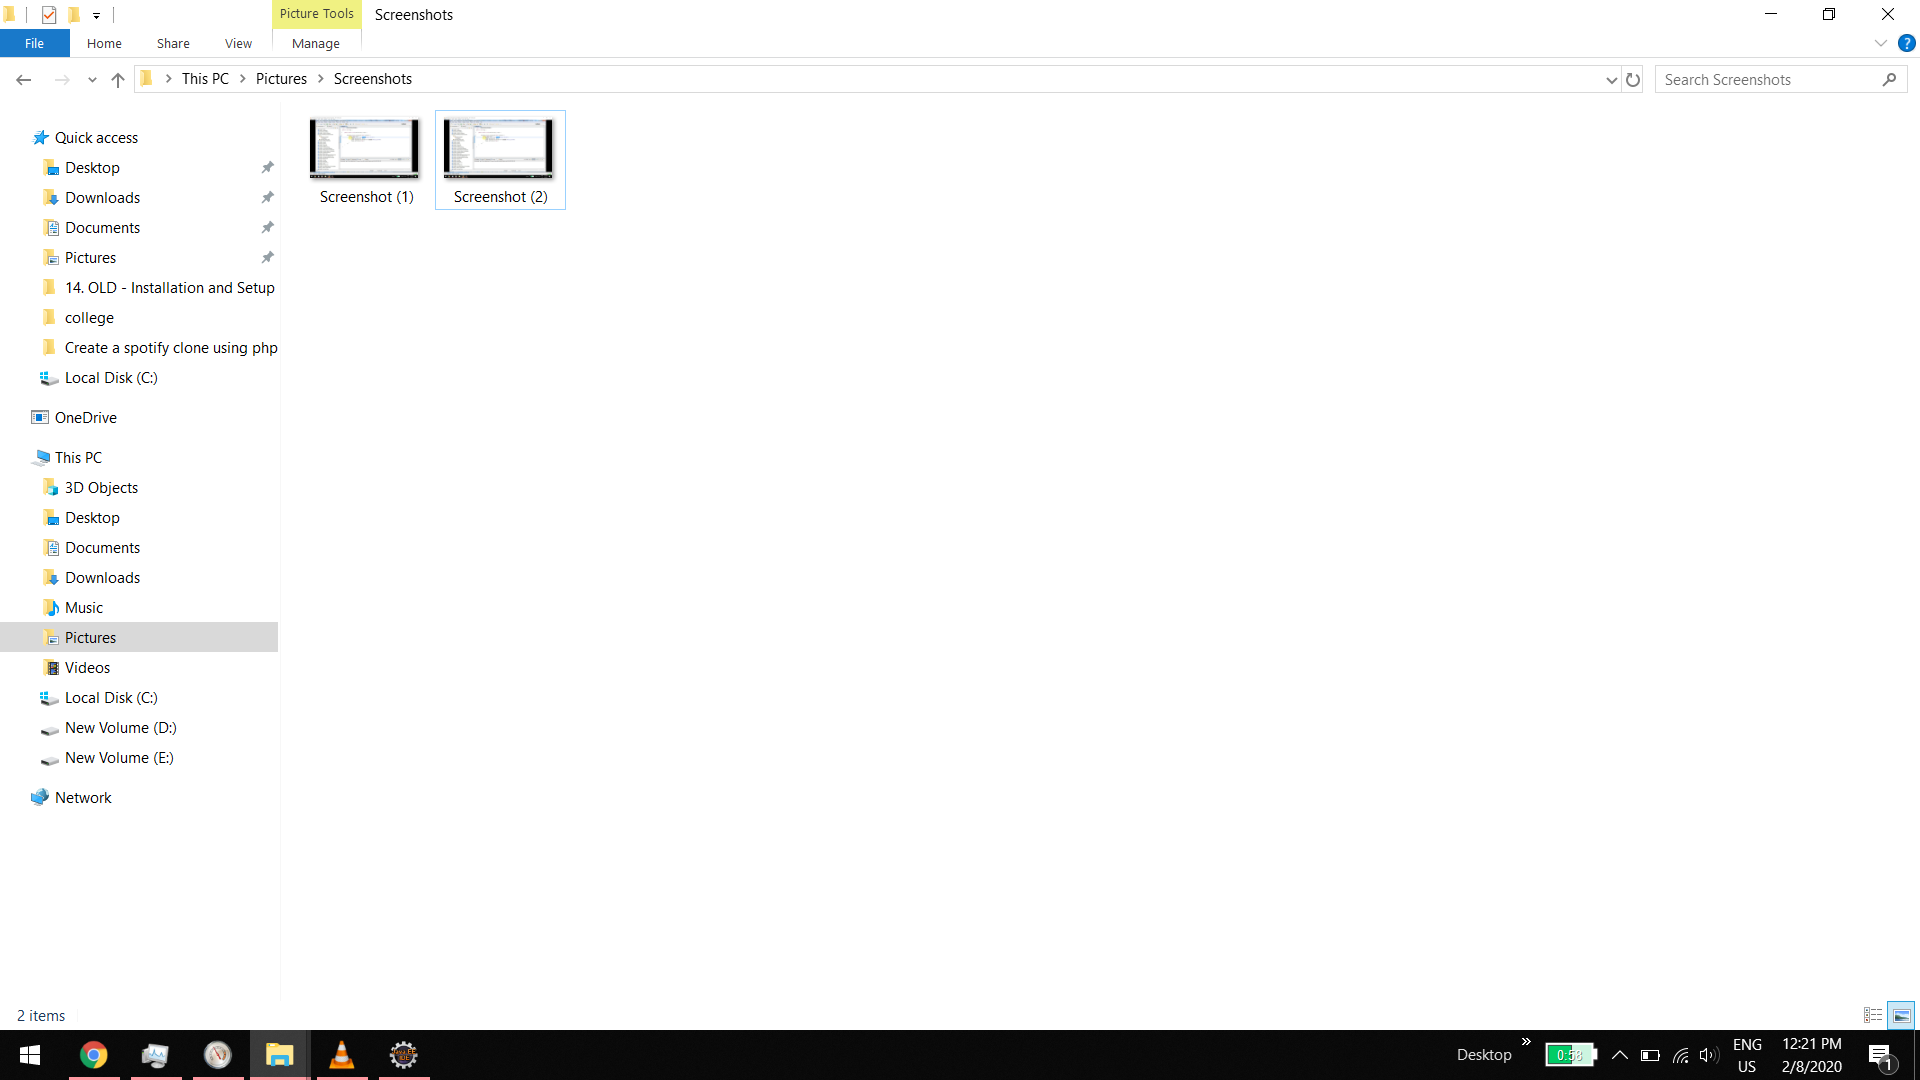 Picture Tools
Screenshots
File
Home
Share
View
Manage
This PC
Pictures
Screenshots
Search Screenshots
Quick access
Desktop
Downloads
Documents
Pictures
14. OLD - Installation and Setup
college
Create a spotify clone using php
Local Disk (C:)
OneDrive
This PC
3D Objects
Desktop
Documents
Downloads
Music
Pictures
Videos
Local Disk (C:)
New Volume (D:)
New Volume (E:)
Network
Screenshot (1)
Screenshot (2)
2 items
Desktop
0:58
ENG
US
12:21 PM
2/8/2020
1